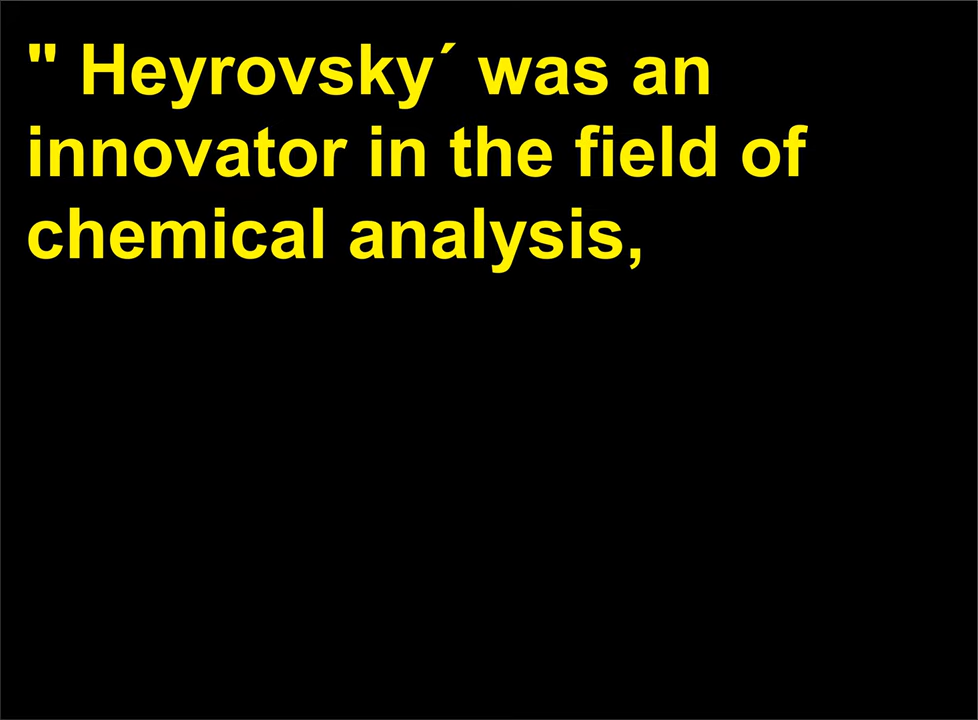 " Heyrovsky´ was an
innovator in the field of
chemical analysis,